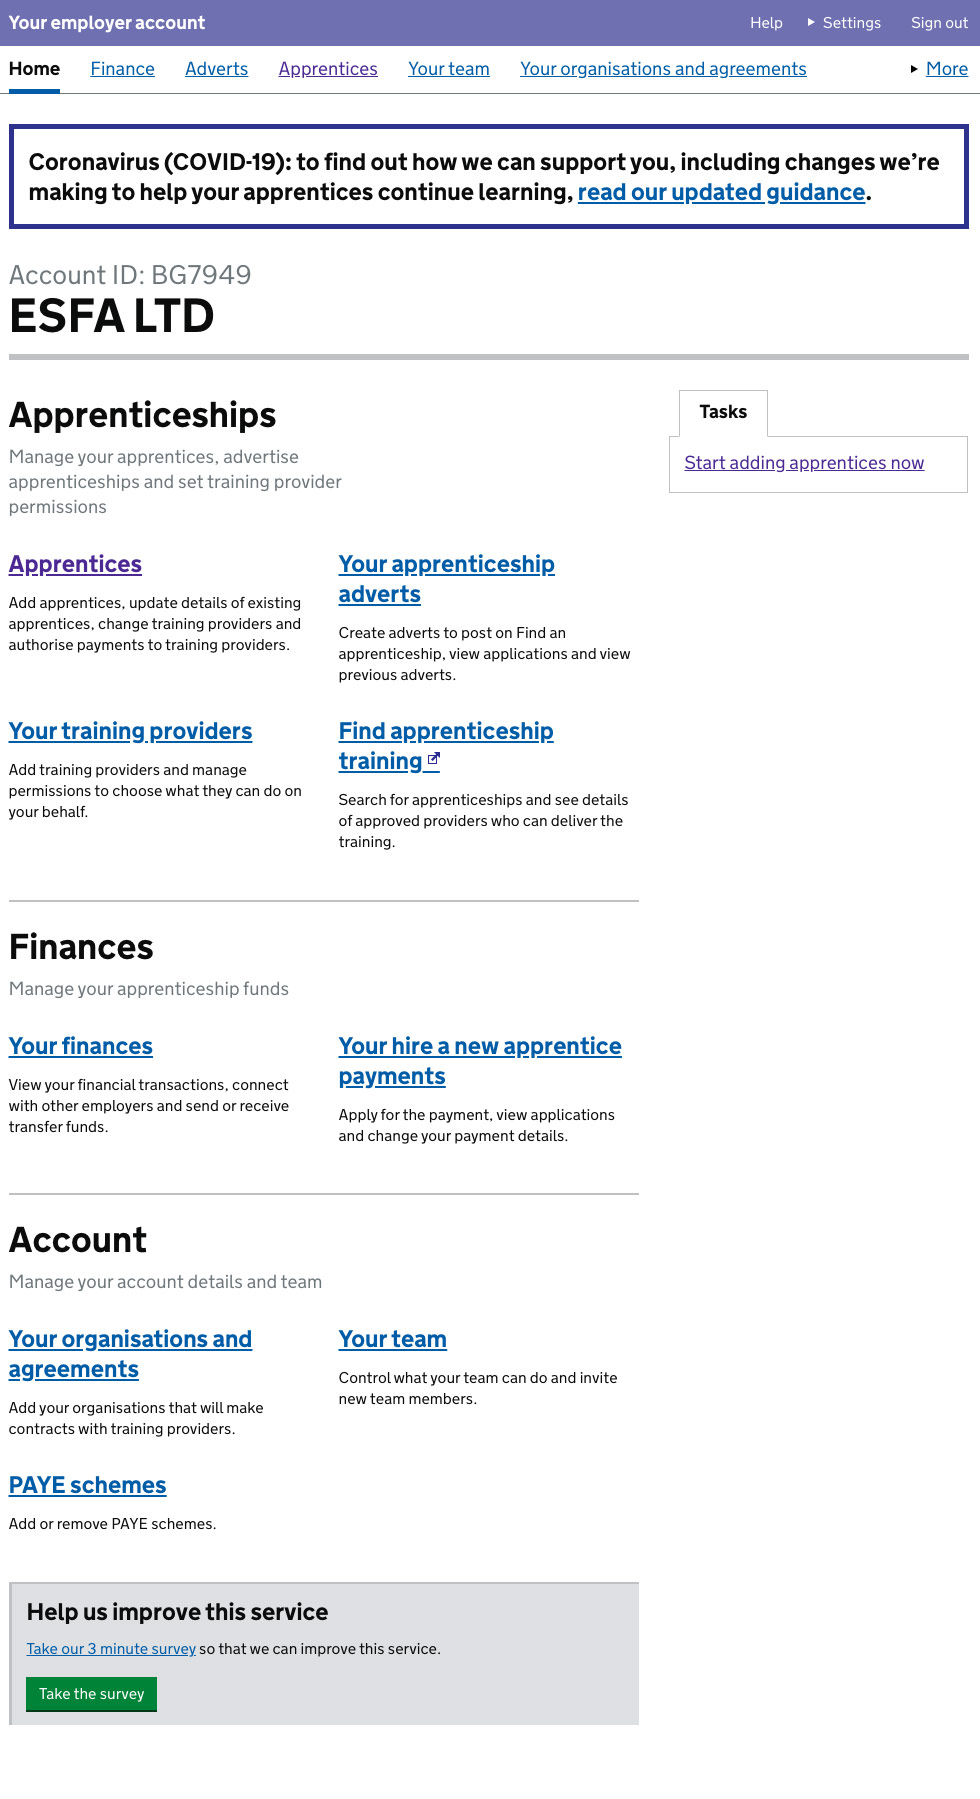 Your employer account
Help
Settings
Sign out
Home
Finance
Adverts
Apprentices
Your team
Your organisations and agreements
More
Coronavirus (COVID-19): to find out how we can support you, including changes we’re
making to help your apprentices continue learning, read our updated guidance.
Account ID: BG7949
ESFA LTD
Apprenticeships
Manage your apprentices, advertise
apprenticeships and set training provider
permissions
Tasks
Start adding apprentices now
Apprentices
Add apprentices, update details of existing
apprentices, change training providers and
authorise payments to training providers.
Your apprenticeship
adverts
Create adverts to post on Find an
apprenticeship, view applications and view
previous adverts.
Your training providers
Add training providers and manage
permissions to choose what they can do on
your behalf.
Find apprenticeship
training
Search for apprenticeships and see details
of approved providers who can deliver the
training.
Finances
Manage your apprenticeship funds
Your finances
View your financial transactions, connect
with other employers and send or receive
transfer funds.
Your hire a new apprentice
payments
Apply for the payment, view applications
and change your payment details.
Account
Manage your account details and team
Your organisations and
agreements
Add your organisations that will make
contracts with training providers.
Your team
Control what your team can do and invite
new team members.
PAYE schemes
Add or remove PAYE schemes.
Help us improve this service
Take our 3 minute survey so that we can improve this service.
Take the survey